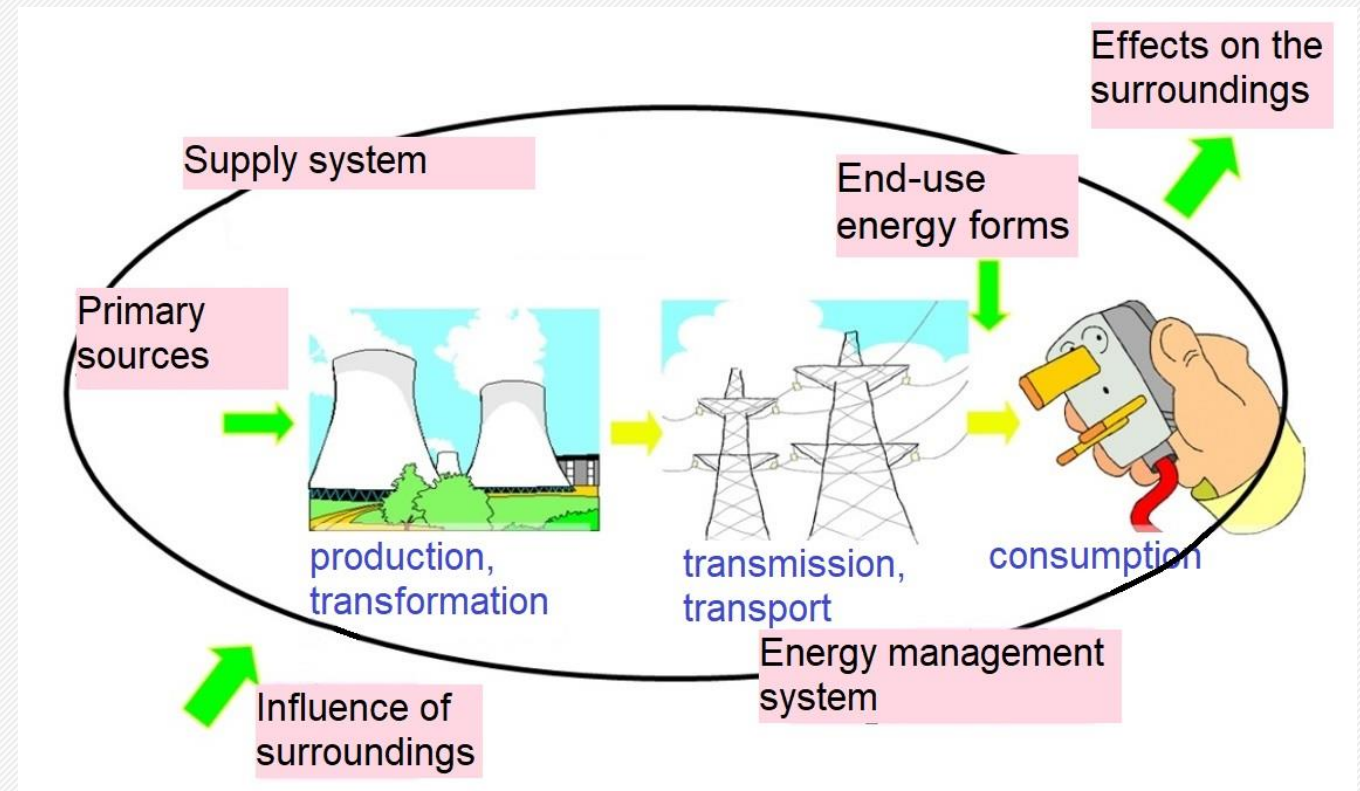 Effects on the
surroundings
Supply system
End-use
energy forms
Primary
sources
production,
transformation
transmission,
transport
consumption
Energy management
system
Influence of
surroundings